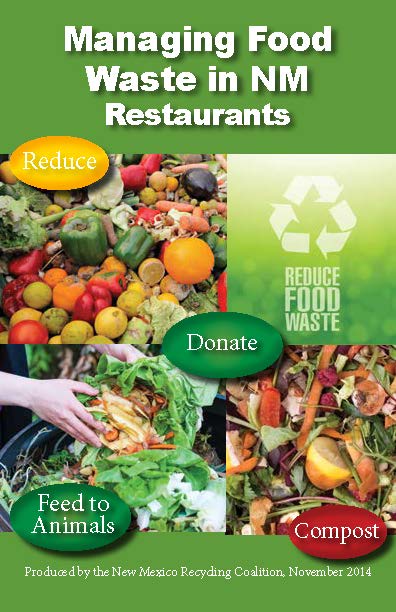 Managing Food
Waste in NM
Restaurants
Reduce
REDUCE
FOOD
WASTE
Donate
Feed to
Animals
Compost
Produced by the New Mexico Recycling Coalition, November 2014